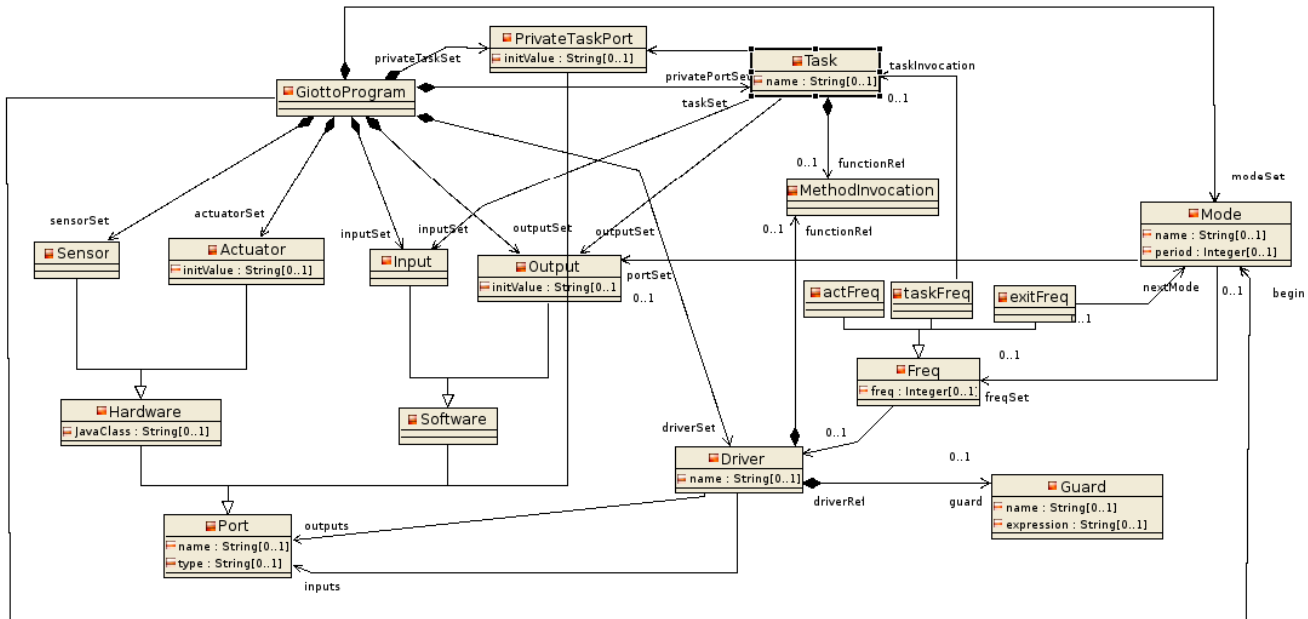 PrivateTaskPort
initValue : String[0..1]
privateTaskSet
Task
name : String[0..1]
taskInvocation
0..1
GiottoProgram
privatePortSet
taskSet
0..1
functionRef
MethodInvocation
0..1
functionRef
modeSet
Mode
name : String[0..1]
period : Integer[0..1]
sensorSet
actuatorSet
inputSet
inputSet
outputSet
outputSet
Sensor
Actuator
initValue : String[0..1]
Input
Output
initValue : String[0..1
portSet
0..1
actFreq
taskFreq
exitFreq
nextMode
0..1
0..1
begin
0..1
Freq
freq : Integer[0..1]
freqSet
Hardware
JavaClass : String[0..1]
Software
driverSet
0..1
Driver
name : String[0..1]
driverRef
0..1
guard
Guard
name : String[0..1]
expression : String[0..1]
Port
name : String[0..1]
type : String[0..1]
outputs
inputs